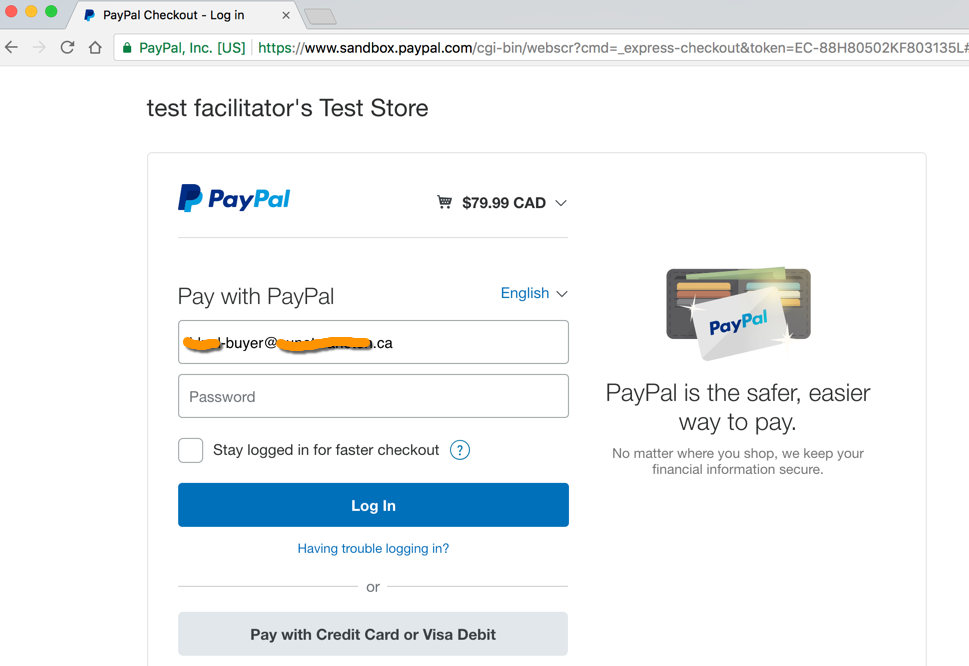 PayPal Checkout - Log in
PayPal, Inc. [US] https://www.sandbox.paypal.com/cgi-bin/webscr?cmd=_express-checkout&token=EC-88H80502KF803135L#
test facilitator's Test Store
PayPal
$79.99 CAD
Pay with PayPal
English
-buyer@
.ca
Password
Stay logged in for faster checkout ?
Log In
Having trouble logging in?
or
Pay with Credit Card or Visa Debit
PayPal
PayPal is the safer, easier
way to pay.
No matter where you shop, we keep your
financial information secure.